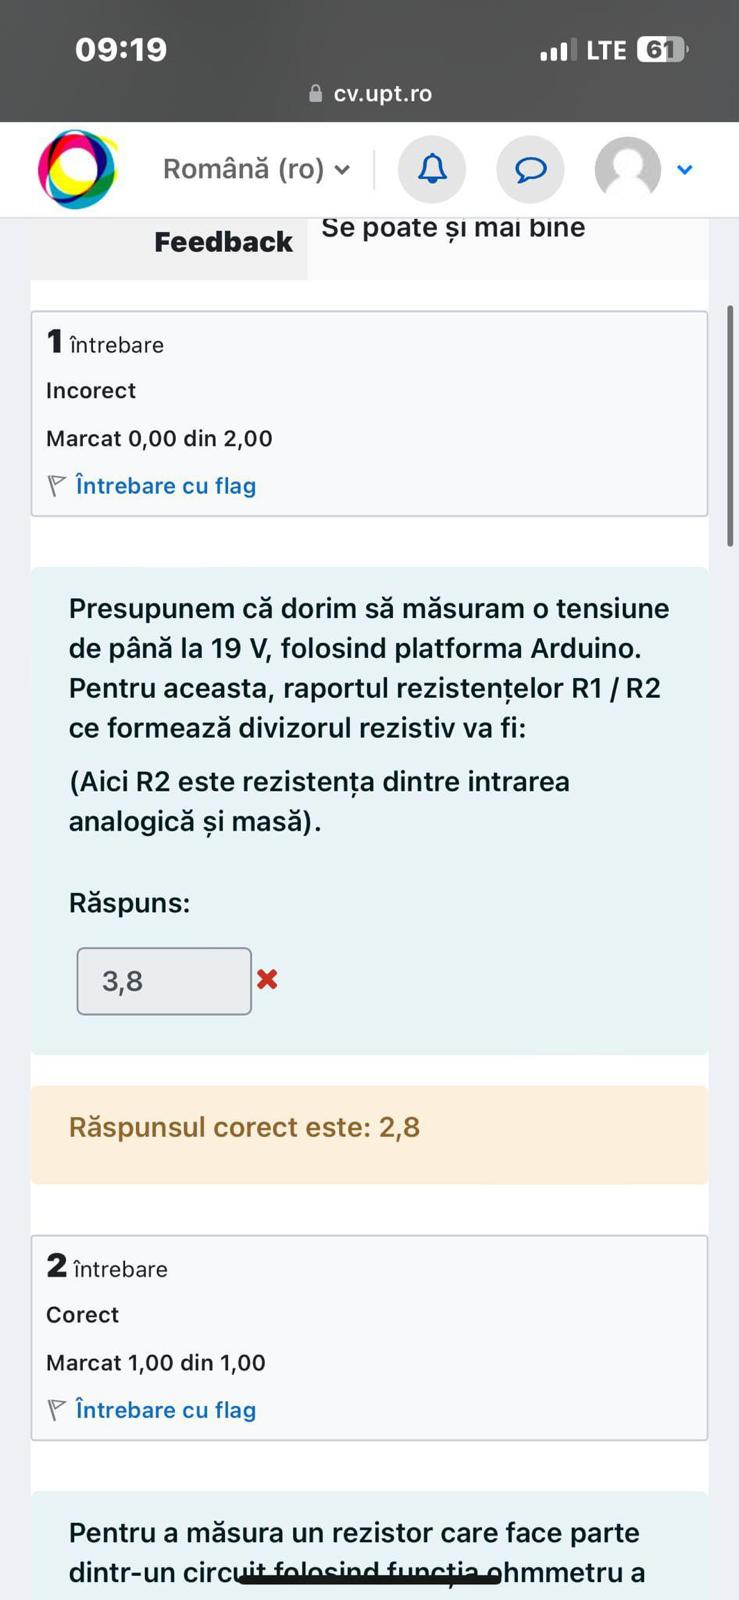 09:19
LTE 61
cv.upt.ro
Română (ro)
Feedback
Se poate și mai bine
1 întrebare
Incorect
Marcat 0,00 din 2,00
Întrebare cu flag
Presupunem că dorim să măsuram o tensiune
de până la 19 V, folosind platforma Arduino.
Pentru aceasta, raportul rezistențelor R1 / R2
ce formează divizorul rezistiv va fi:
(Aici R2 este rezistența dintre intrarea
analogică și masă).
Răspuns:
3,8
Răspunsul corect este: 2,8
2 întrebare
Corect
Marcat 1,00 din 1,00
Întrebare cu flag
Pentru a măsura un rezistor care face parte
dintr-un circuit folosind funcția ohmmetru a